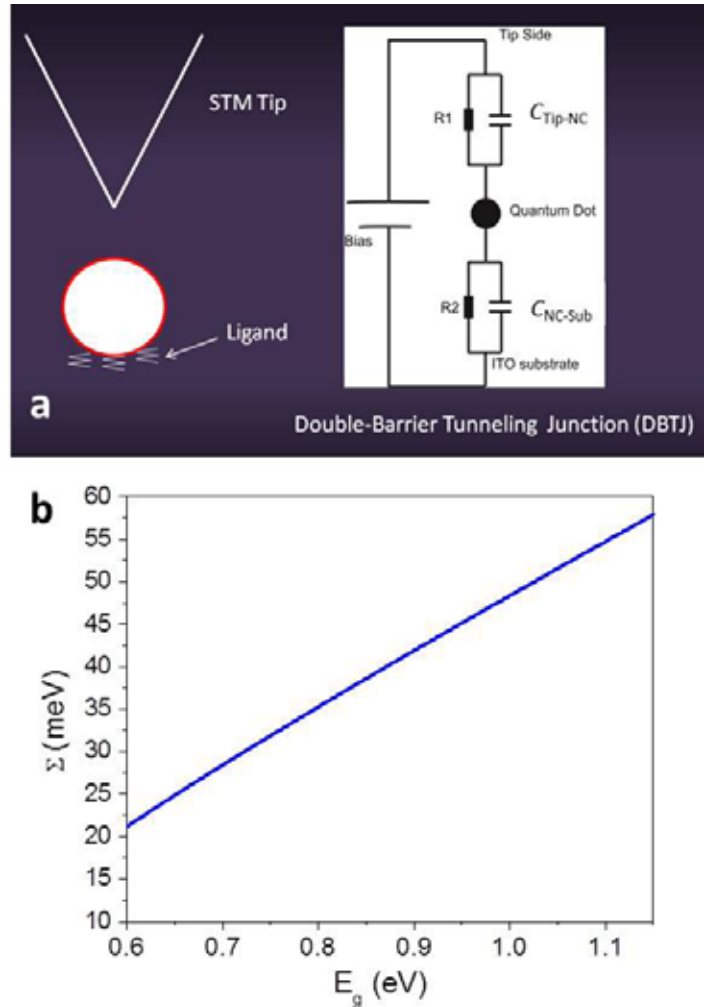 STM Tip
Ligand
a
Tip Side
R1
C_Tip-NC
Quantum Dot
Bias
R2
C_NC-Sub
ITO substrate
Double-Barrier Tunneling Junction (DBTJ)
b
60
55
50
45
40
35
30
25
20
15
10
Σ (meV)
0.6 0.7 0.8 0.9 1.0 1.1
E_g (eV)